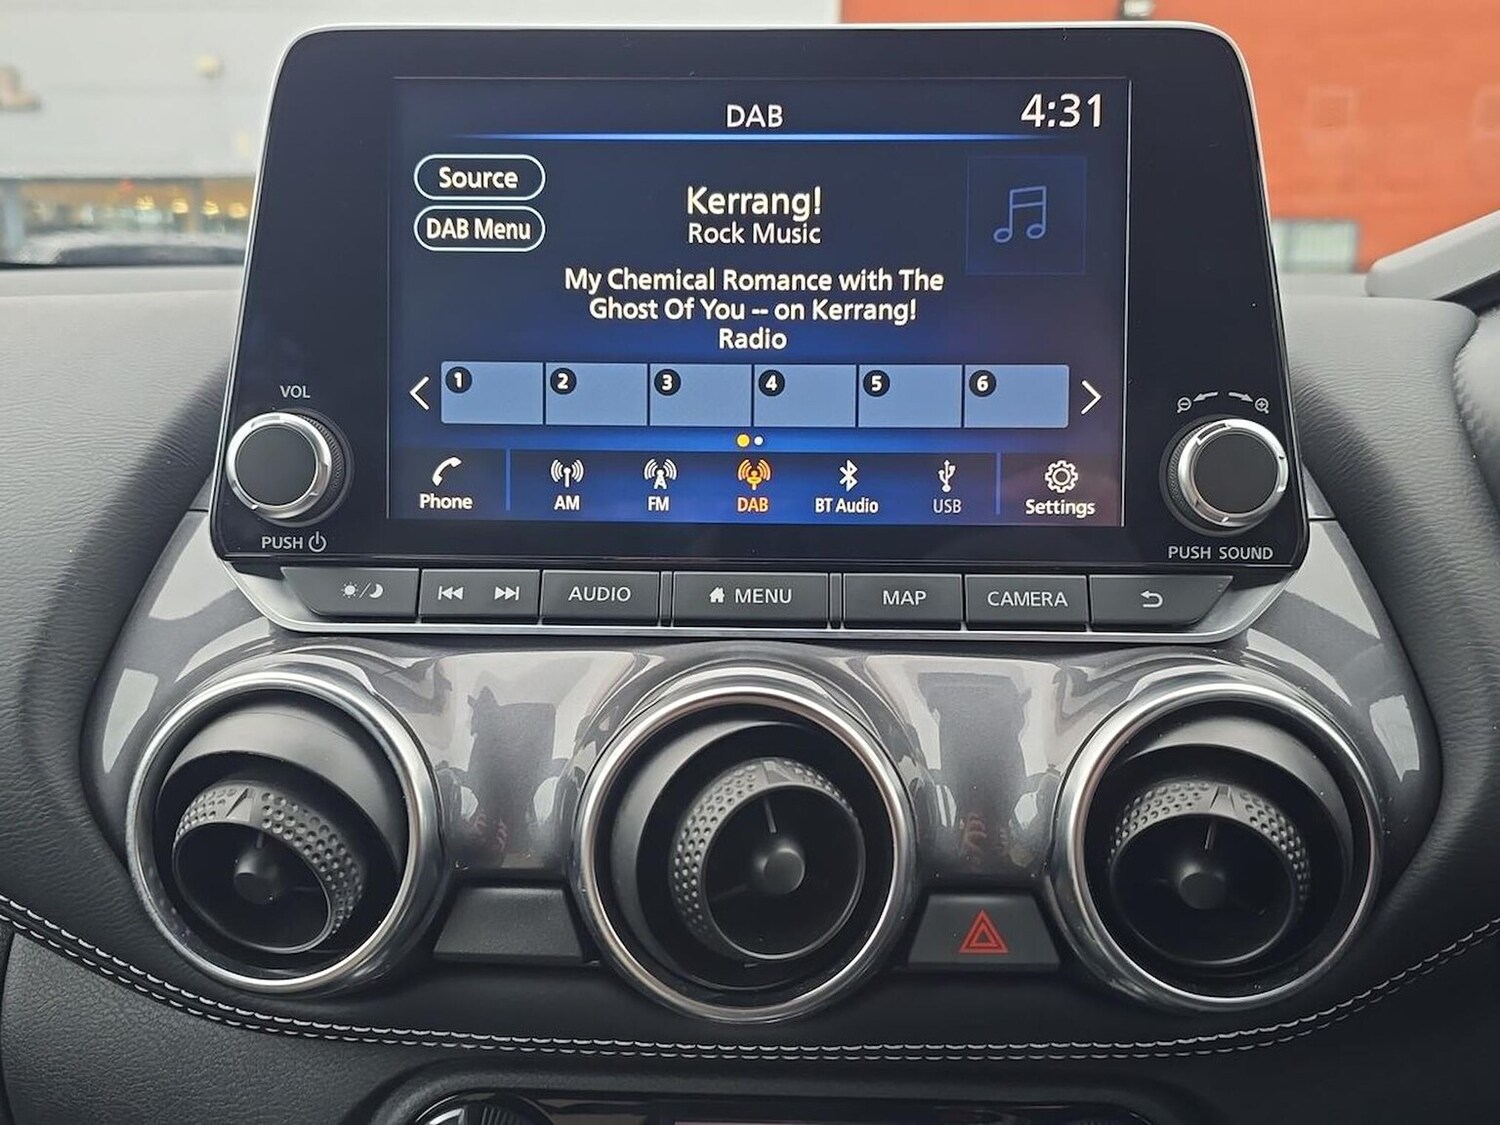 DAB
4:31
Source
Kerrang!
DAB Menu
Rock Music
My Chemical Romance with The
Ghost Of You -- on Kerrang!
Radio
1 2 3 4 5 6
VOL
Phone
AM
FM
DAB
BT Audio
USB
Settings
PUSH
PUSH SOUND
AUDIO
MENU
MAP
CAMERA